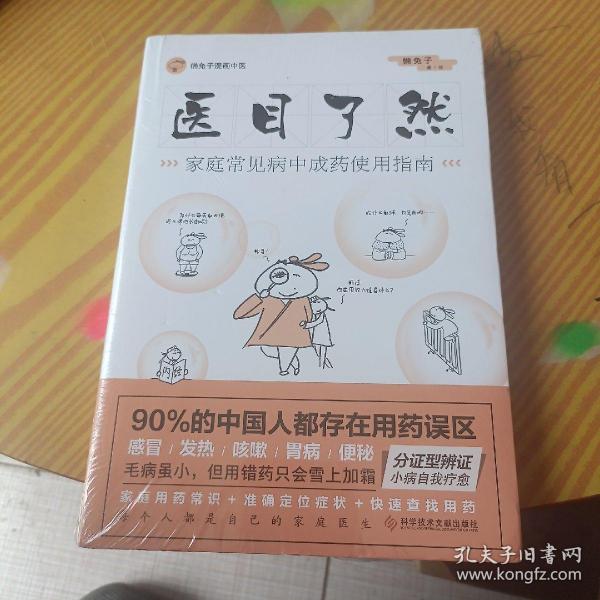 懒兔子漫画中医
懒兔子
医目了然
家庭常见病中成药使用指南
内经
90%的中国人都存在用药误区
感冒/发热/咳嗽/胃病/便秘
毛病虽小，但用错药只会雪上加霜
分证型辨证
小病自我疗愈
家庭用药常识+准确定位症状+快速查找用药
每个人都是自己的家庭医生
科学技术文献出版社
孔夫子旧书网
www.kongfz.com